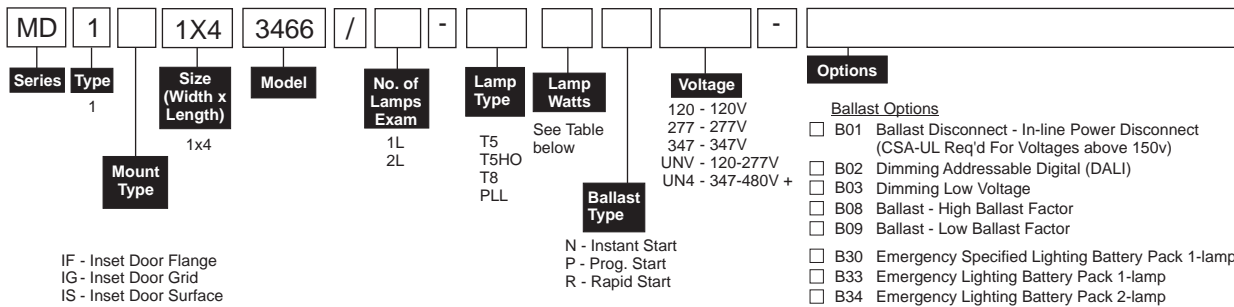 MD 1 1X4 3466 / - -
Series Type Size (Width x Length) Model No. of Lamps Exam Lamp Type Lamp Watts Voltage Options
1
1x4
Mount Type
IF - Inset Door Flange
IG - Inset Door Grid
IS - Inset Door Surface
1L
2L
T5
T5HO
T8
PLL
See Table
below
Ballast Type
N - Instant Start
P - Prog. Start
R - Rapid Start
120 - 120V
277 - 277V
347 - 347V
UNV - 120-277V
UN4 - 347-480V +
Ballast Options
B01 Ballast Disconnect - In-line Power Disconnect
(CSA-UL Req'd For Voltages above 150v)
B02 Dimming Addressable Digital (DALI)
B03 Dimming Low Voltage
B08 Ballast - High Ballast Factor
B09 Ballast - Low Ballast Factor
B30 Emergency Specified Lighting Battery Pack 1-lamp
B33 Emergency Lighting Battery Pack 1-lamp
B34 Emergency Lighting Battery Pack 2-lamp